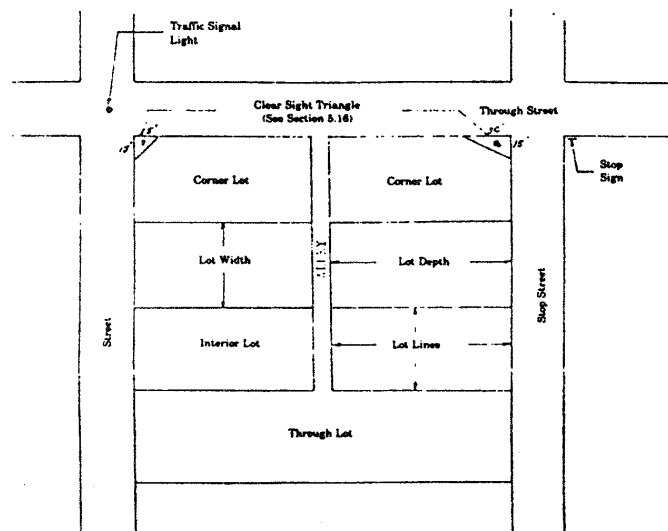 Traffic Signal
Light
Clear Sight Triangle
(See Section 5.16)
Through Street
15'
15'
15'
Stop
Sign
Corner Lot
Corner Lot
Lot Width
ALLEY
Lot Depth
Street
Stop Street
Interior Lot
Lot Lines
Through Lot